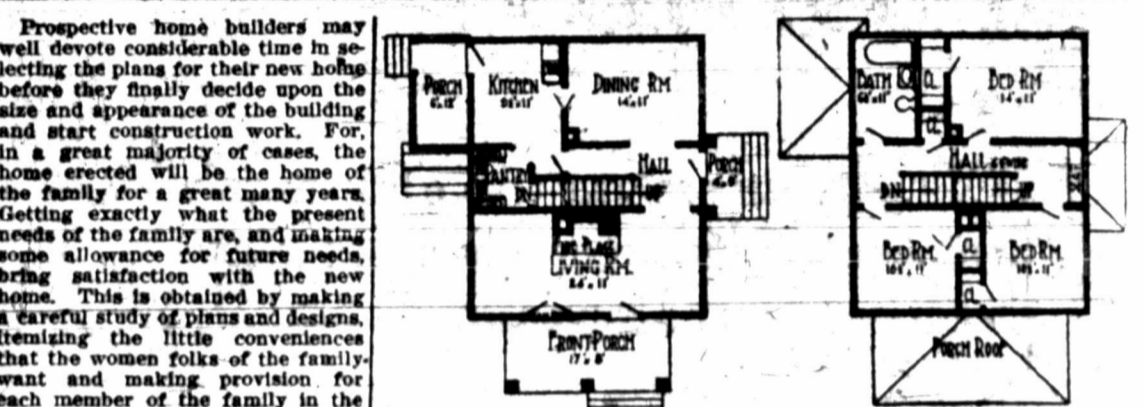 Prospective home builders may
well devote considerable time in se-
lecting the plans for their new home
before they finally decide upon the
size and appearance of the building
and start construction work. For,
in a great majority of cases, the
home erected will be the home of
the family for a great many years.
Getting exactly what the present
needs of the family are, and making
some allowance for future needs,
bring satisfaction with the new
home. This is obtained by making
a careful study of plans and designs,
itemizing the little conveniences
that the women folks of the family
want and making provision for
each member of the family in the
PORCH
KITCHEN
DINING RM
14'·11'
PANTRY
HALL
PORCH
DN
UP
FIRE PLACE
LIVING RM.
FRONT PORCH
17'·8'
BATH
CL
BED RM
14'·11'
CL
HALL
DN
UP
SEAT
BED RM.
CL
BED RM.
CL
PORCH ROOF